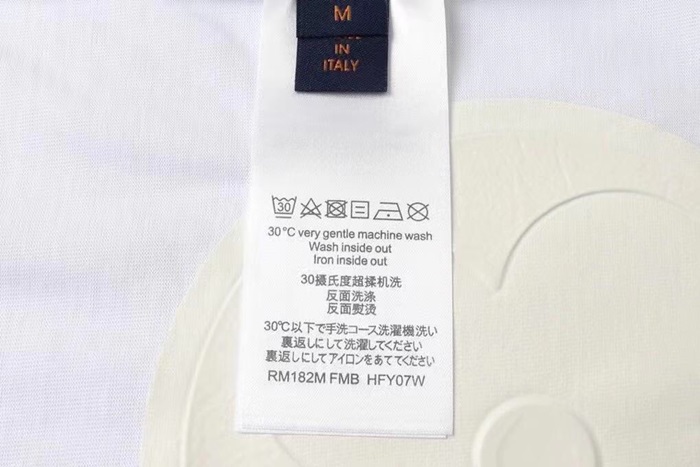 M
IN
ITALY
30
30°C very gentle machine wash
Wash inside out
Iron inside out
30摄氏度超揉机洗
反面洗涤
反面熨烫
30℃以下で手洗コース洗濯機洗い
裏返しにして洗濯してください
裏返しにしてアイロンをあててください
RM182M FMB HFY07W